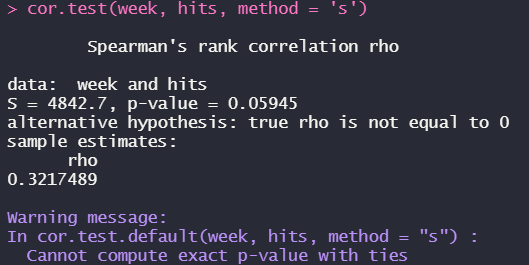 > cor.test(week, hits, method = 's')
Spearman's rank correlation rho
data:  week and hits
S = 4842.7, p-value = 0.05945
alternative hypothesis: true rho is not equal to 0
sample estimates:
rho
0.3217489
Warning message:
In cor.test.default(week, hits, method = "s") :
Cannot compute exact p-value with ties